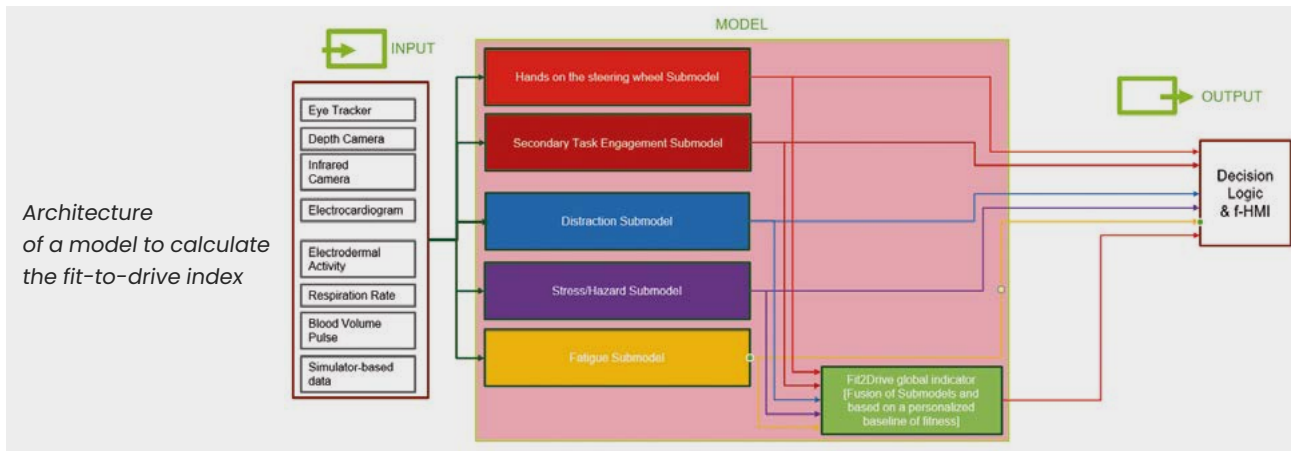 Architecture
of a model to calculate
the fit-to-drive index
INPUT
Eye Tracker
Depth Camera
Infrared
Camera
Electrocardiogram
Electrodermal
Activity
Respiration Rate
Blood Volume
Pulse
Simulator-based
data
MODEL
Hands on the steering wheel Submodel
Secondary Task Engagement Submodel
Distraction Submodel
Stress/Hazard Submodel
Fatigue Submodel
Fit2Drive global indicator
[Fusion of Submodels and
based on a personalized
baseline of fitness]
OUTPUT
Decision
Logic
& f-HMI